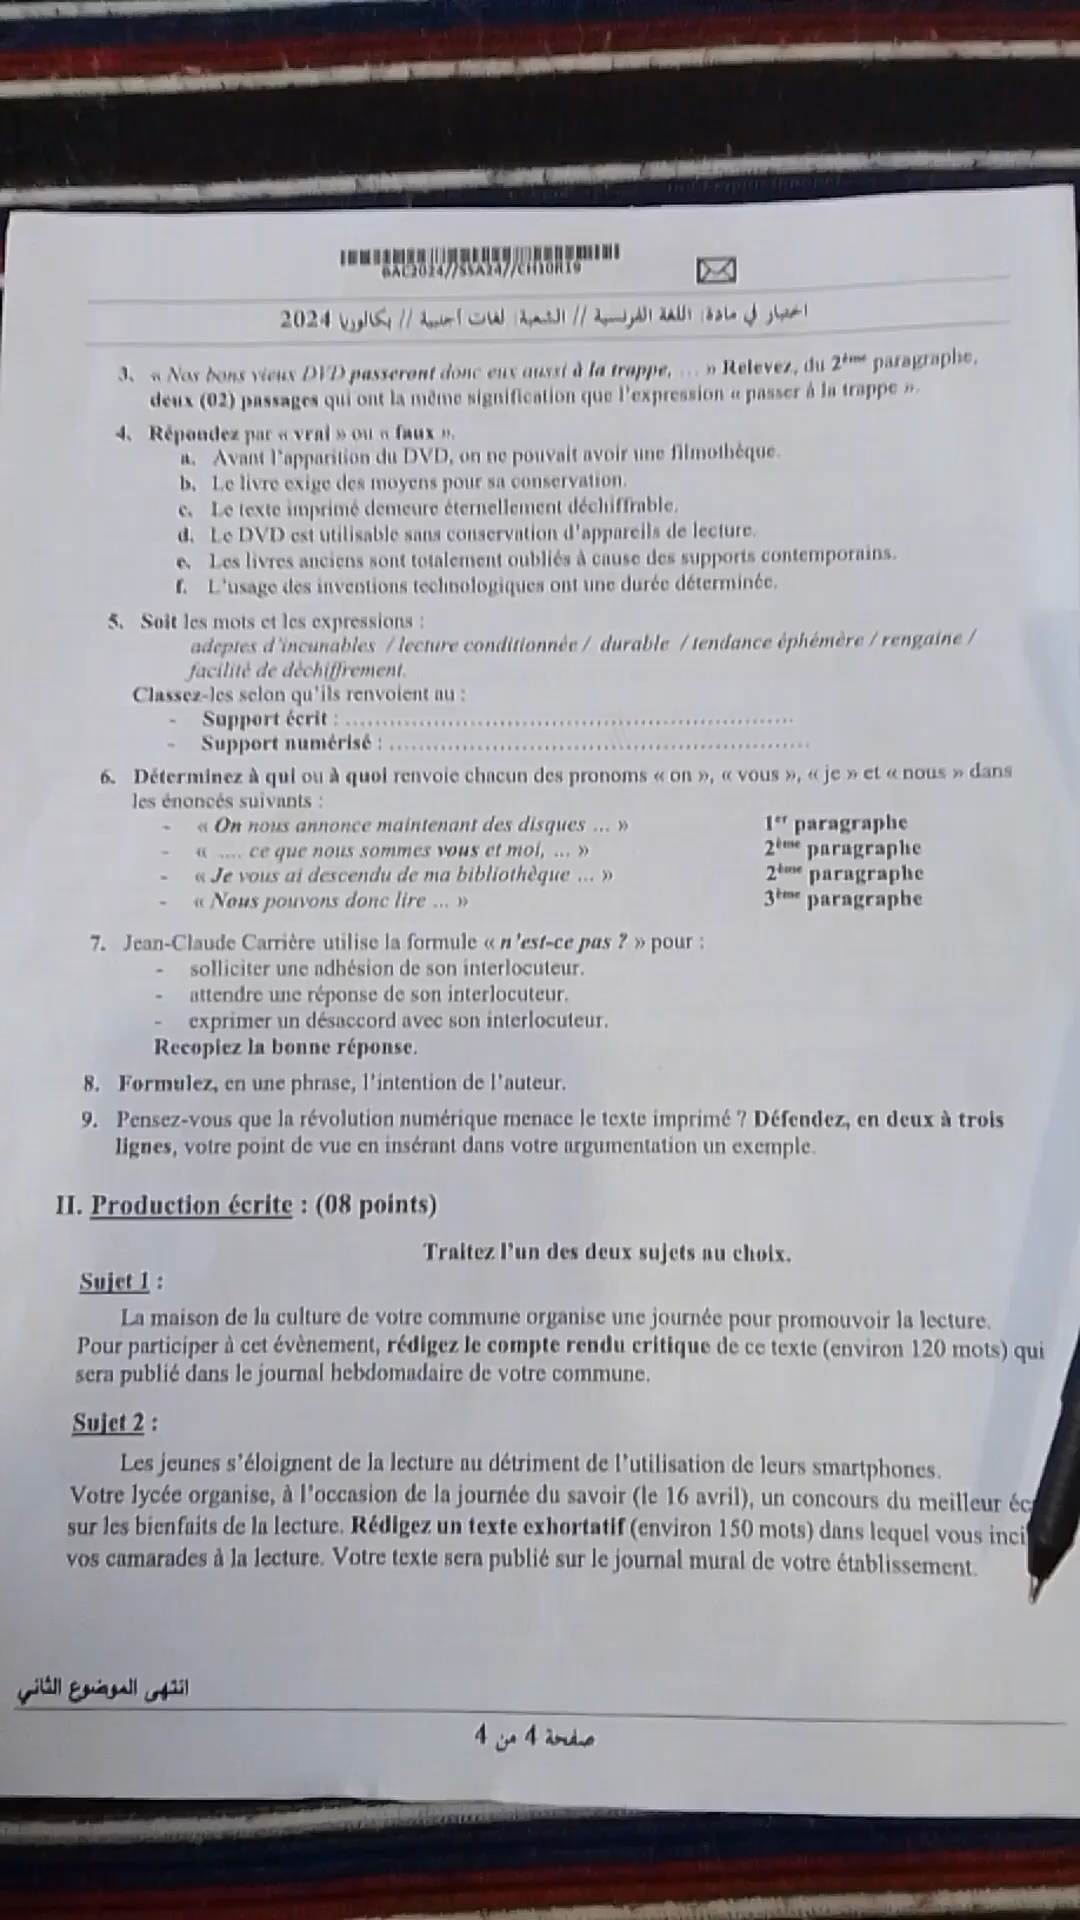 BAC2024//SSA24//CH10R19
اختبار في مادة: اللغة الفرنسية // الشعبة: لغات أجنبية // بكالوريا 2024
3. « Nos bons vieux DVD passeront donc eux aussi à la trappe, ... » Relevez, du 2ème paragraphe,
deux (02) passages qui ont la même signification que l'expression « passer à la trappe ».
4. Répondez par « vrai » ou « faux ».
a. Avant l'apparition du DVD, on ne pouvait avoir une filmothèque.
b. Le livre exige des moyens pour sa conservation.
c. Le texte imprimé demeure éternellement déchiffrable.
d. Le DVD est utilisable sans conservation d'appareils de lecture.
e. Les livres anciens sont totalement oubliés à cause des supports contemporains.
f. L'usage des inventions technologiques ont une durée déterminée.
5. Soit les mots et les expressions :
adeptes d'incunables / lecture conditionnée / durable / tendance éphémère / rengaine /
facilité de déchiffrement.
Classez-les selon qu'ils renvoient au :
- Support écrit : ................................................................
- Support numérisé : ............................................................
6. Déterminez à qui ou à quoi renvoie chacun des pronoms « on », « vous », « je » et « nous » dans
les énoncés suivants :
- « On nous annonce maintenant des disques ... » 1er paragraphe
- « .... ce que nous sommes vous et moi, ... » 2ème paragraphe
- « Je vous ai descendu de ma bibliothèque ... » 2ème paragraphe
- « Nous pouvons donc lire ... » 3ème paragraphe
7. Jean-Claude Carrière utilise la formule « n'est-ce pas ? » pour :
- solliciter une adhésion de son interlocuteur.
- attendre une réponse de son interlocuteur.
- exprimer un désaccord avec son interlocuteur.
Recopiez la bonne réponse.
8. Formulez, en une phrase, l'intention de l'auteur.
9. Pensez-vous que la révolution numérique menace le texte imprimé ? Défendez, en deux à trois
lignes, votre point de vue en insérant dans votre argumentation un exemple.
II. Production écrite : (08 points)
Traitez l'un des deux sujets au choix.
Sujet 1 :
La maison de la culture de votre commune organise une journée pour promouvoir la lecture.
Pour participer à cet évènement, rédigez le compte rendu critique de ce texte (environ 120 mots) qui
sera publié dans le journal hebdomadaire de votre commune.
Sujet 2 :
Les jeunes s'éloignent de la lecture au détriment de l'utilisation de leurs smartphones.
Votre lycée organise, à l'occasion de la journée du savoir (le 16 avril), un concours du meilleur
sur les bienfaits de la lecture. Rédigez un texte exhortatif (environ 150 mots) dans lequel vous
vos camarades à la lecture. Votre texte sera publié sur le journal mural de votre établissement.
انتهى الموضوع الثاني
صفحة 4 من 4